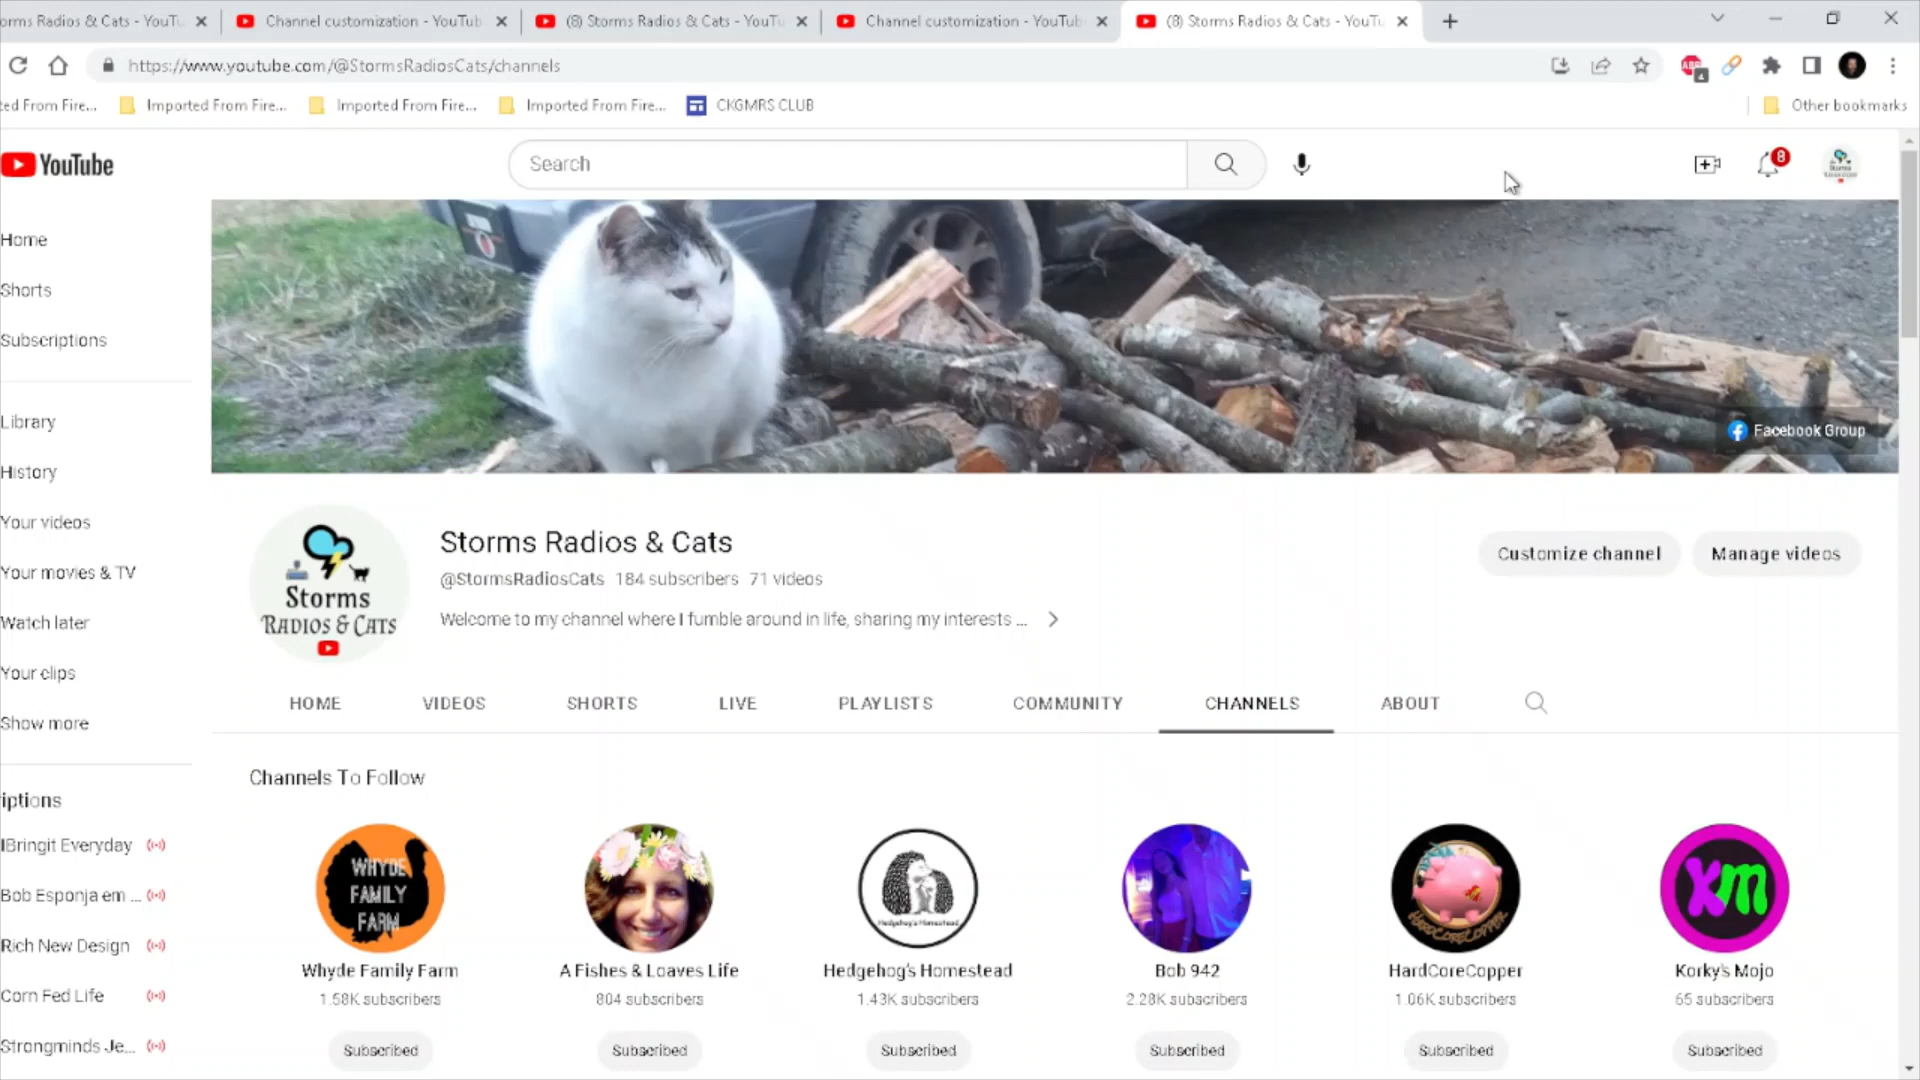 orms Radios & Cats - YouTu
Channel customization - YouTub
(8) Storms Radios & Cats - YouTu
Channel customization - YouTub
(8) Storms Radios & Cats - YouTu
https://www.youtube.com/@StormsRadiosCats/channels
ABP
4
ted From Fire...
Imported From Fire...
Imported From Fire...
Imported From Fire...
CKGMRS CLUB
Other bookmarks
YouTube
Search
8
Home
Shorts
Subscriptions
Library
History
Your videos
Your movies & TV
Watch later
Your clips
Show more
riptions
IBringit Everyday
Bob Esponja em ...
Rich New Design
Corn Fed Life
Strongminds Je...
Facebook Group
Storms
RADIOS & CATS
Storms Radios & Cats
@StormsRadiosCats 184 subscribers 71 videos
Welcome to my channel where I fumble around in life, sharing my interests ...
Customize channel
Manage videos
HOME
VIDEOS
SHORTS
LIVE
PLAYLISTS
COMMUNITY
CHANNELS
ABOUT
Channels To Follow
WHYDE
FAMILY
FARM
Whyde Family Farm
1.58K subscribers
Subscribed
A Fishes & Loaves Life
804 subscribers
Subscribed
Hedgehog's Homestead
Hedgehog's Homestead
1.43K subscribers
Subscribed
Bob 942
2.28K subscribers
Subscribed
HARDCORECOPPER
HardCoreCopper
1.06K subscribers
Subscribed
KM
Korky's Mojo
65 subscribers
Subscribed